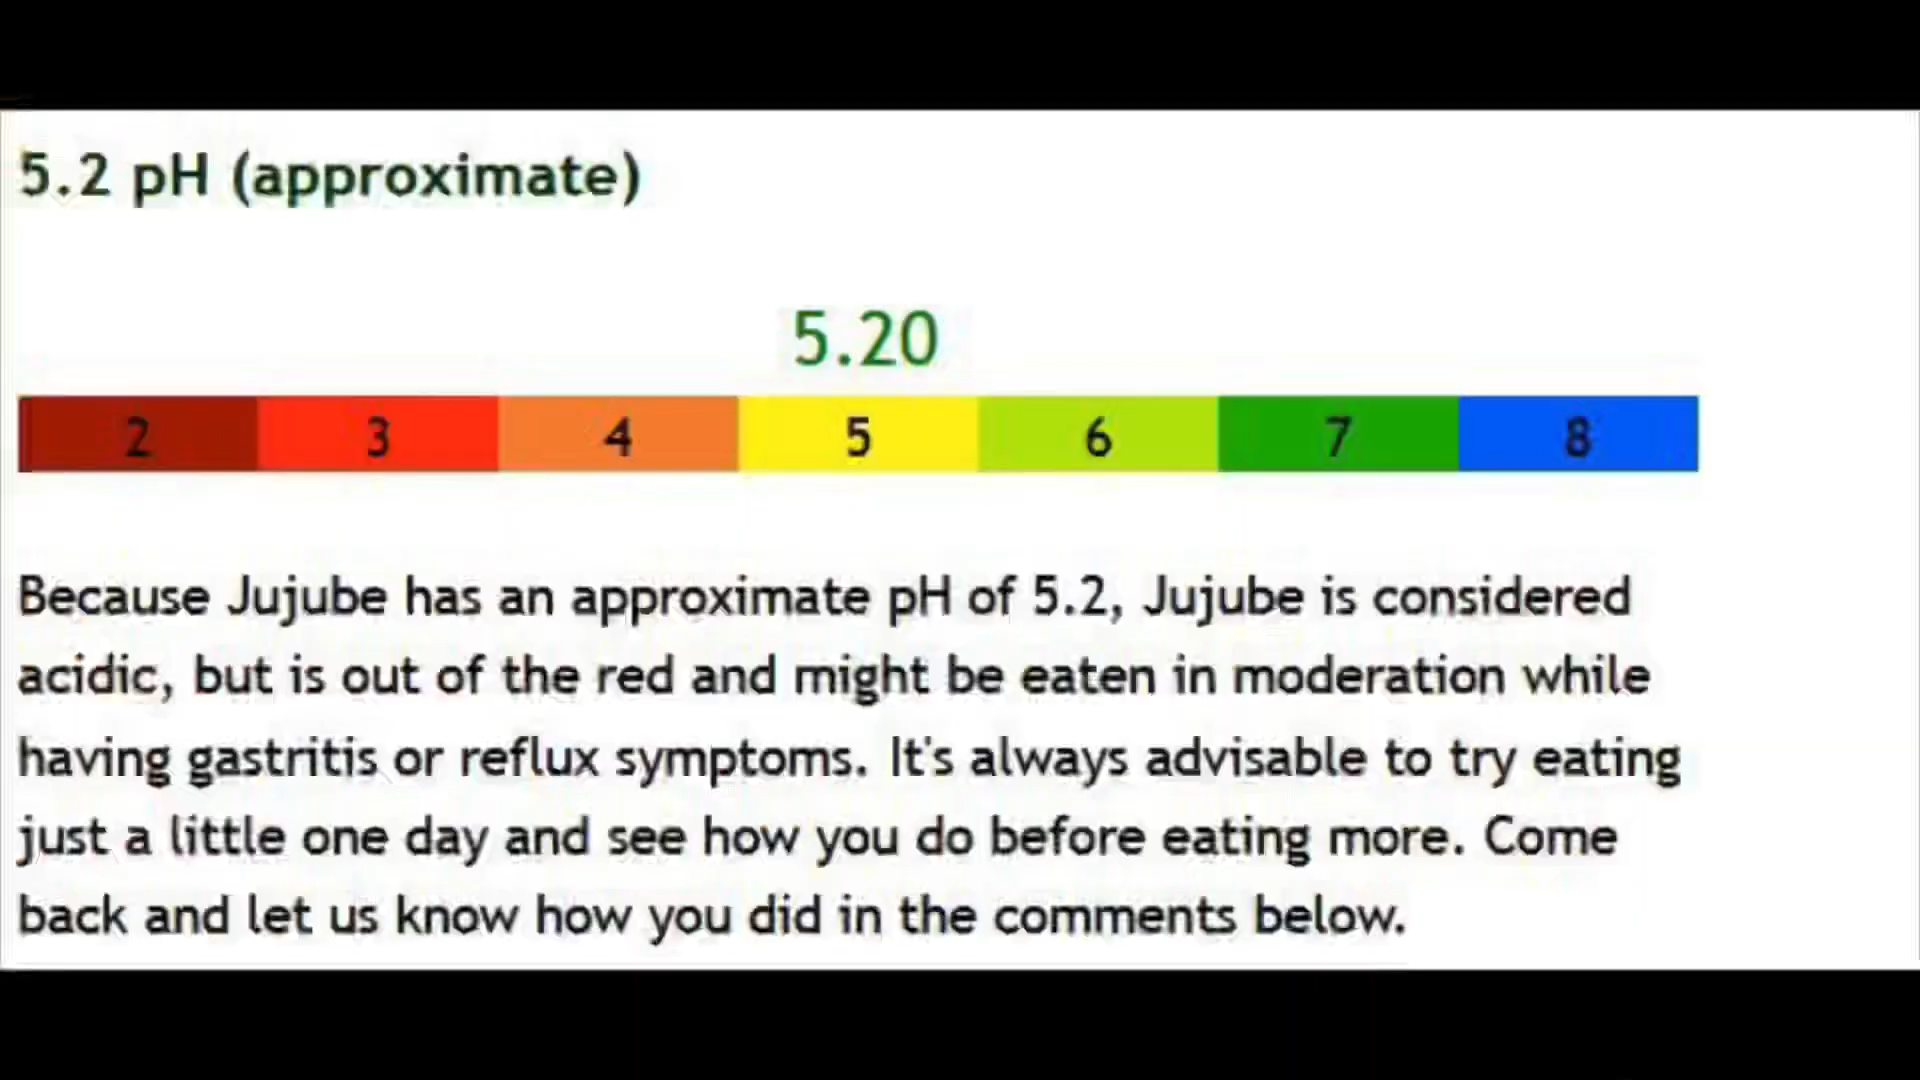 5.2 pH (approximate)
5.20
2 3 4 5 6 7 8
Because Jujube has an approximate pH of 5.2, Jujube is considered
acidic, but is out of the red and might be eaten in moderation while
having gastritis or reflux symptoms. It's always advisable to try eating
just a little one day and see how you do before eating more. Come
back and let us know how you did in the comments below.